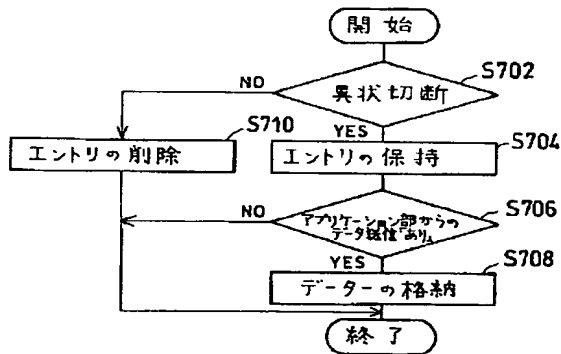 開始
S702
異状切断
NO
YES
S710
エントリの削除
S704
エントリの保持
S706
アプリケーション部からの
データ送信「あり」
NO
YES
S708
データーの格納
終了